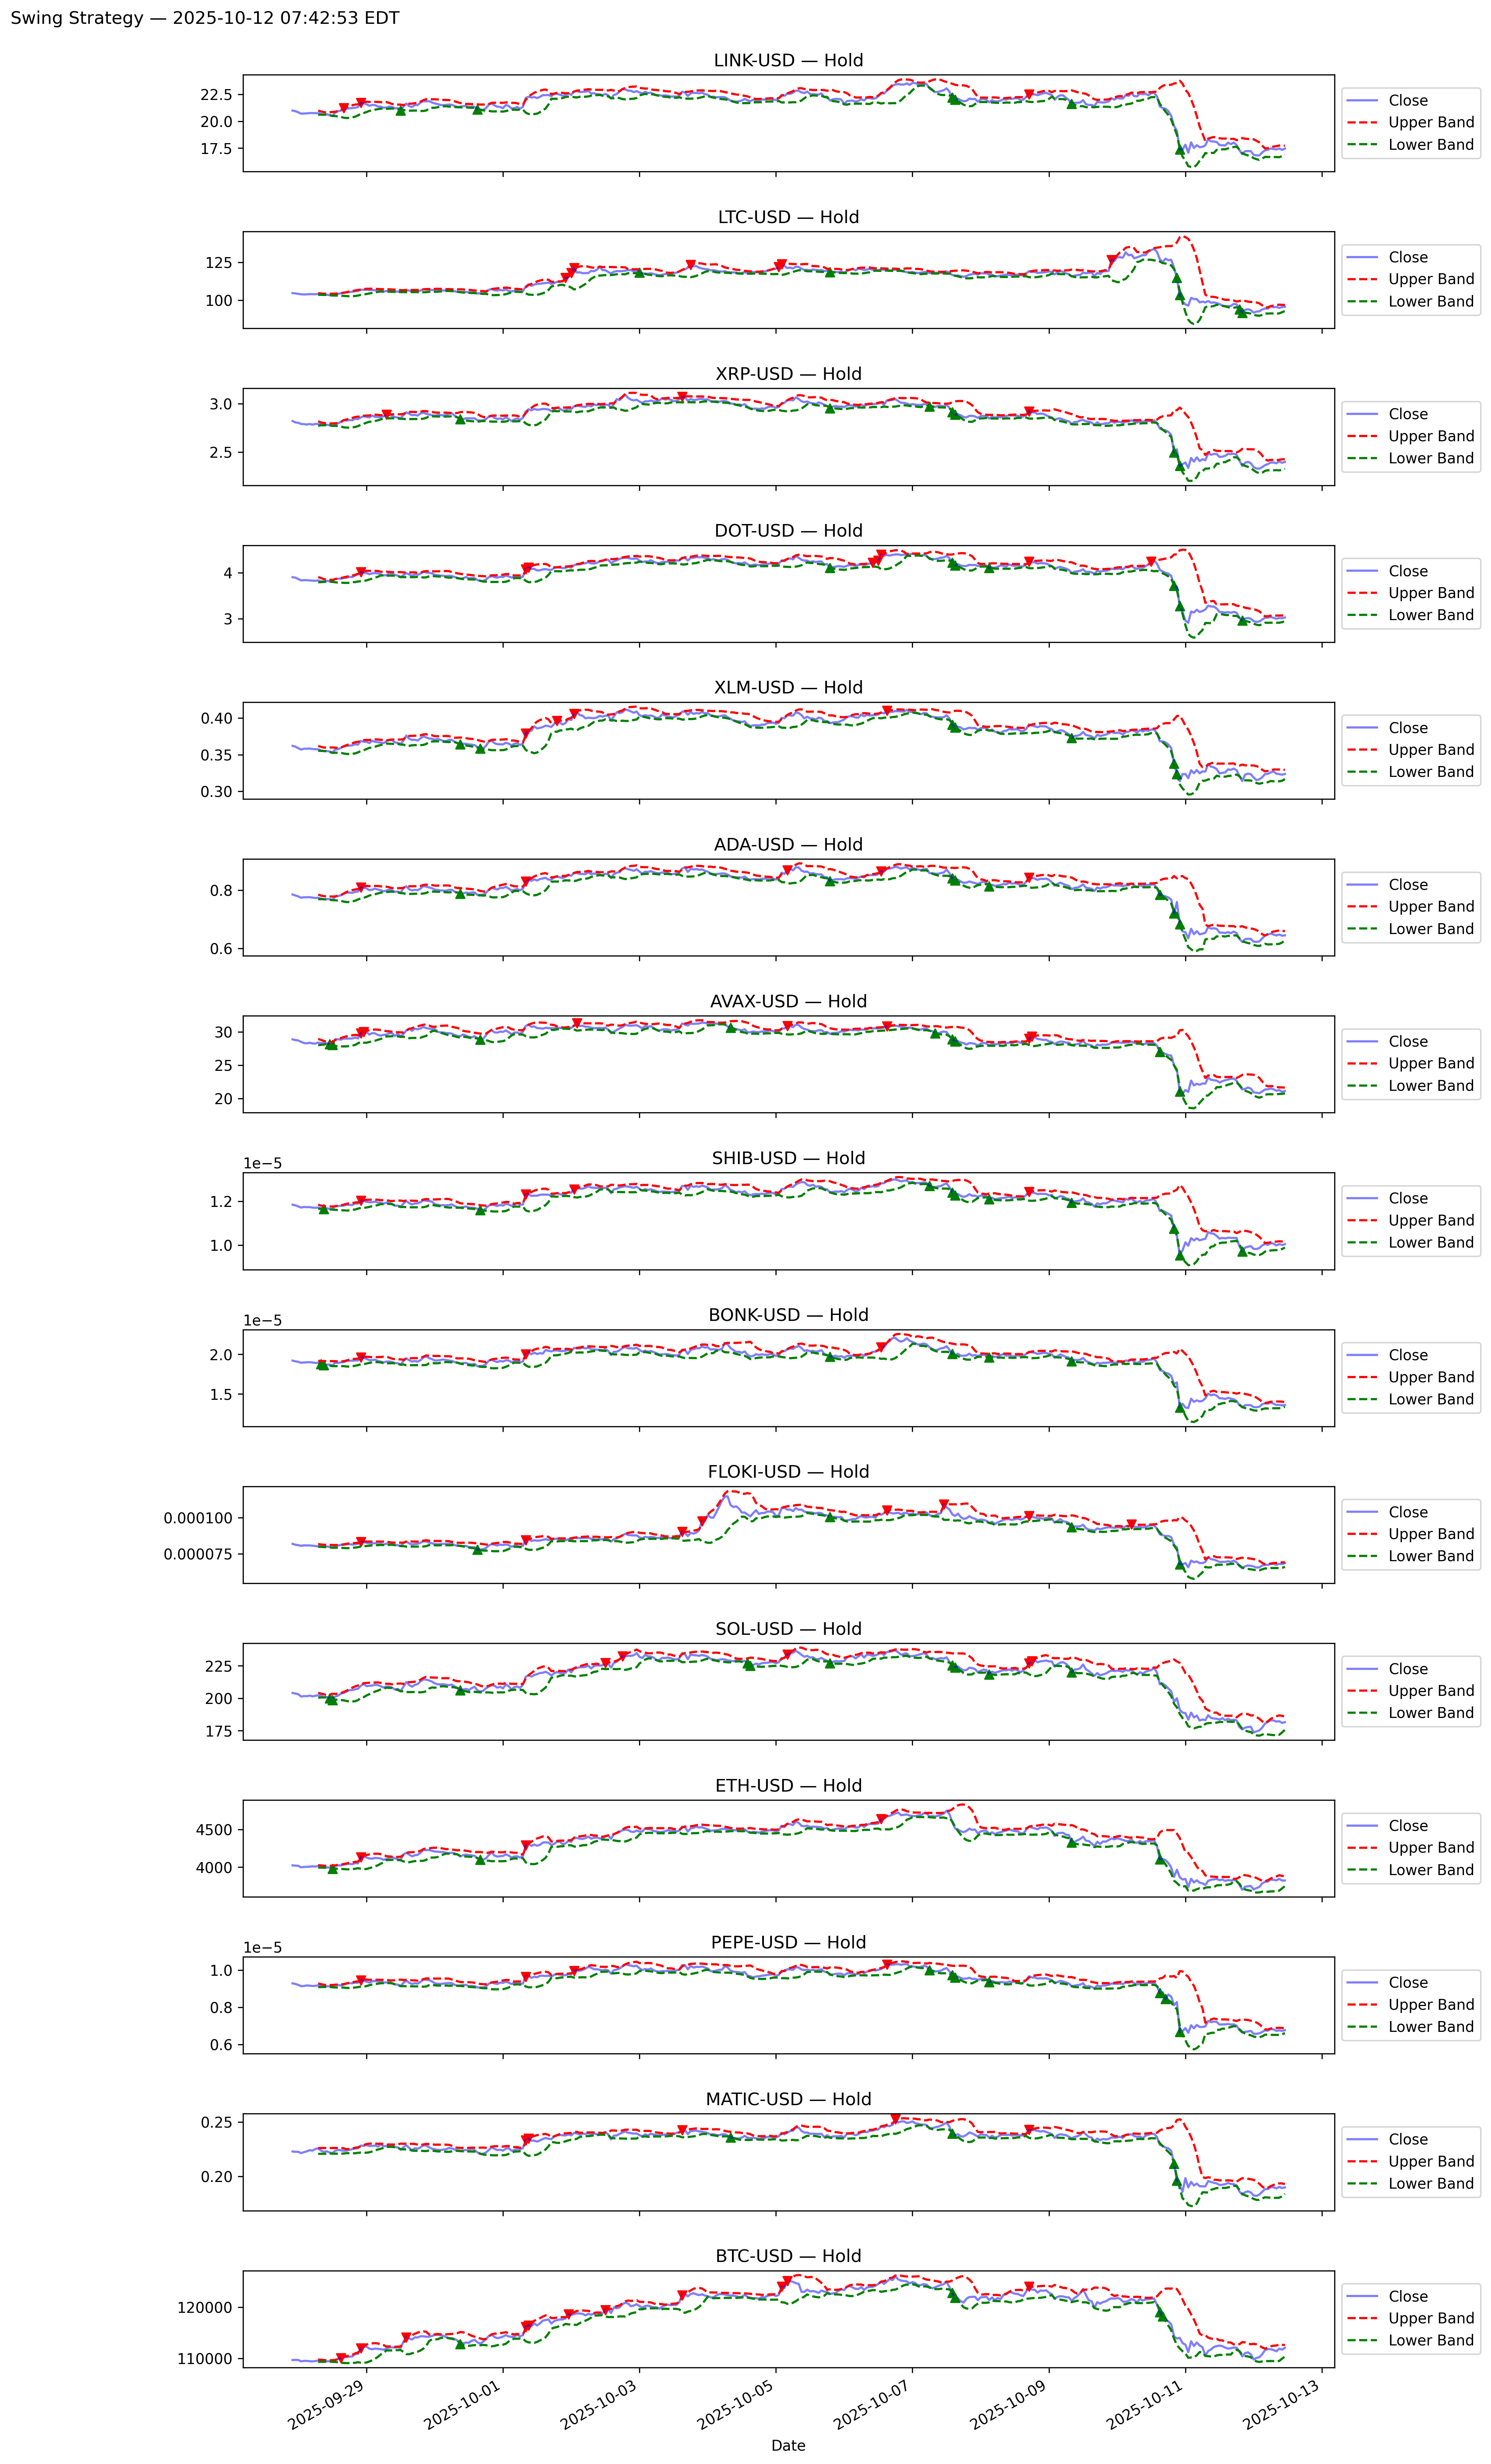 Swing Strategy — 2025-10-12 07:42:53 EDT
LINK-USD — Hold
22.5
20.0
17.5
Close
Upper Band
Lower Band
LTC-USD — Hold
125
100
Close
Upper Band
Lower Band
XRP-USD — Hold
3.0
2.5
Close
Upper Band
Lower Band
DOT-USD — Hold
4
3
Close
Upper Band
Lower Band
XLM-USD — Hold
0.40
0.35
0.30
Close
Upper Band
Lower Band
ADA-USD — Hold
0.8
0.6
Close
Upper Band
Lower Band
AVAX-USD — Hold
30
25
20
Close
Upper Band
Lower Band
SHIB-USD — Hold
1e−5
1.2
1.0
Close
Upper Band
Lower Band
BONK-USD — Hold
1e−5
2.0
1.5
Close
Upper Band
Lower Band
FLOKI-USD — Hold
0.000100
0.000075
Close
Upper Band
Lower Band
SOL-USD — Hold
225
200
175
Close
Upper Band
Lower Band
ETH-USD — Hold
4500
4000
Close
Upper Band
Lower Band
PEPE-USD — Hold
1e−5
1.0
0.8
0.6
Close
Upper Band
Lower Band
MATIC-USD — Hold
0.25
0.20
Close
Upper Band
Lower Band
BTC-USD — Hold
120000
110000
Close
Upper Band
Lower Band
2025-09-29
2025-10-01
2025-10-03
2025-10-05
2025-10-07
2025-10-09
2025-10-11
2025-10-13
Date